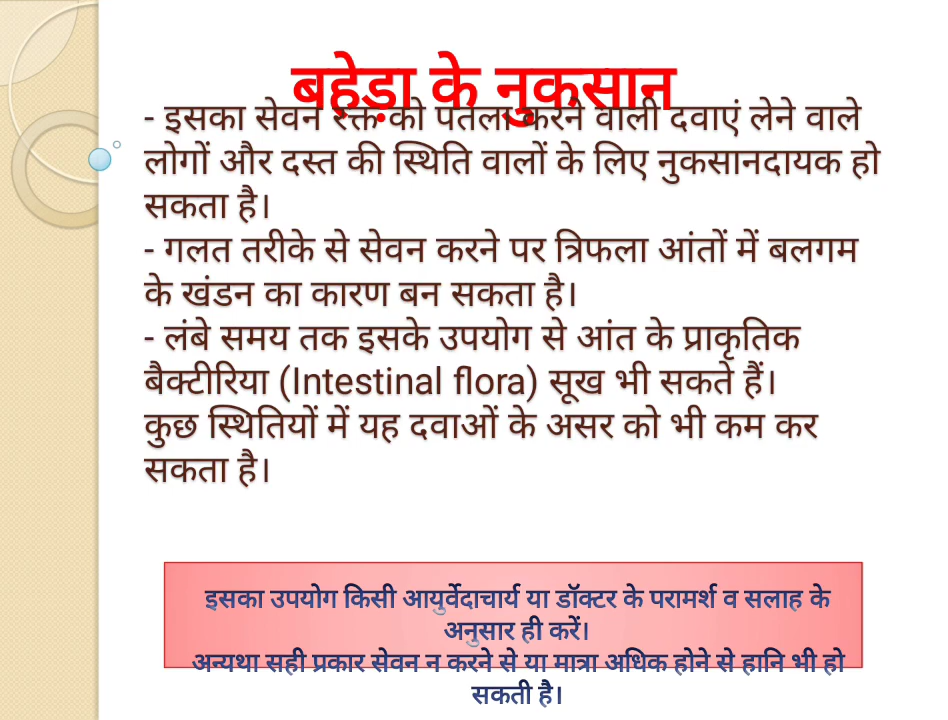 बहेड़ा के नुकसान
- इसका सेवन रक्त को पतला करने वाली दवाएं लेने वाले
लोगों और दस्त की स्थिति वालों के लिए नुकसानदायक हो
सकता है।
- गलत तरीके से सेवन करने पर त्रिफला आंतों में बलगम
के खंडन का कारण बन सकता है।
- लंबे समय तक इसके उपयोग से आंत के प्राकृतिक
बैक्टीरिया (Intestinal flora) सूख भी सकते हैं।
कुछ स्थितियों में यह दवाओं के असर को भी कम कर
सकता है।
इसका उपयोग किसी आयुर्वेदाचार्य या डॉक्टर के परामर्श व सलाह के
अनुसार ही करें।
अन्यथा सही प्रकार सेवन न करने से या मात्रा अधिक होने से हानि भी हो
सकती है।